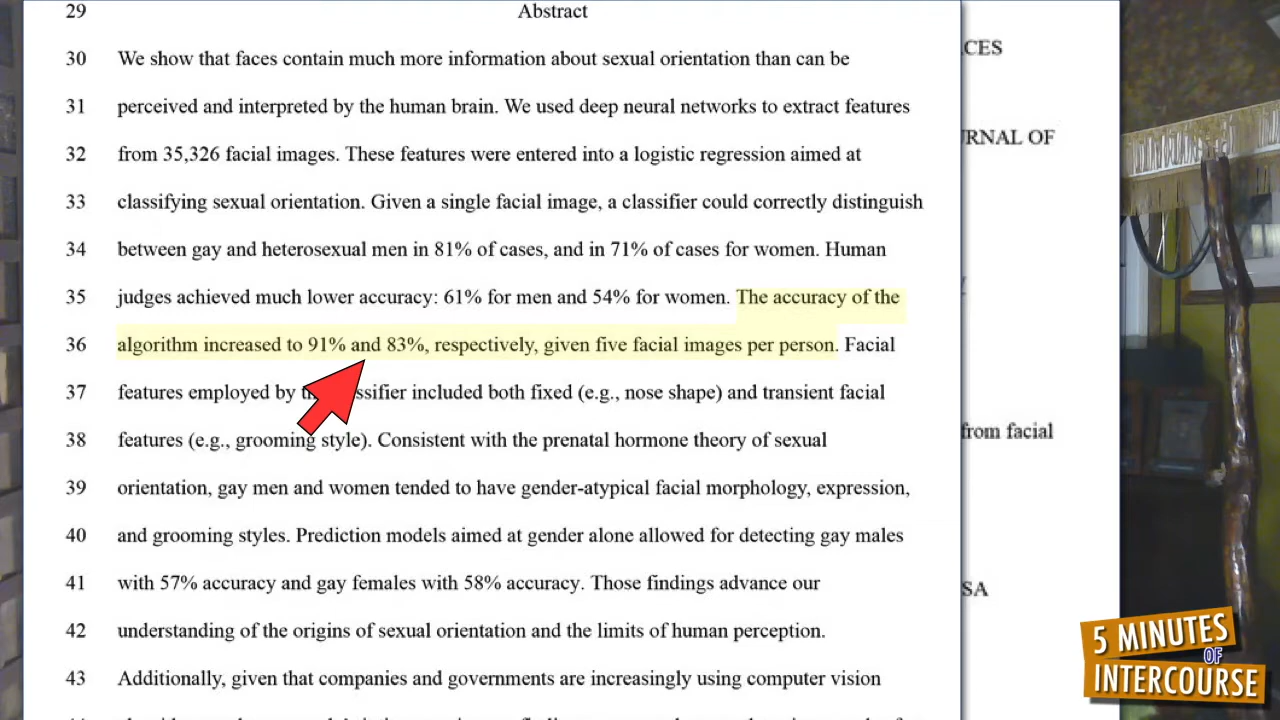 29 Abstract
30 We show that faces contain much more information about sexual orientation than can be
31 perceived and interpreted by the human brain. We used deep neural networks to extract features
32 from 35,326 facial images. These features were entered into a logistic regression aimed at
33 classifying sexual orientation. Given a single facial image, a classifier could correctly distinguish
34 between gay and heterosexual men in 81% of cases, and in 71% of cases for women. Human
35 judges achieved much lower accuracy: 61% for men and 54% for women. The accuracy of the
36 algorithm increased to 91% and 83%, respectively, given five facial images per person. Facial
37 features employed by ssifier included both fixed (e.g., nose shape) and transient facial
38 features (e.g., grooming style). Consistent with the prenatal hormone theory of sexual
39 orientation, gay men and women tended to have gender-atypical facial morphology, expression,
40 and grooming styles. Prediction models aimed at gender alone allowed for detecting gay males
41 with 57% accuracy and gay females with 58% accuracy. Those findings advance our
42 understanding of the origins of sexual orientation and the limits of human perception.
43 Additionally, given that companies and governments are increasingly using computer vision
CES
RNAL OF
from facial
SA
5 MINUTES
OF
INTERCOURSE